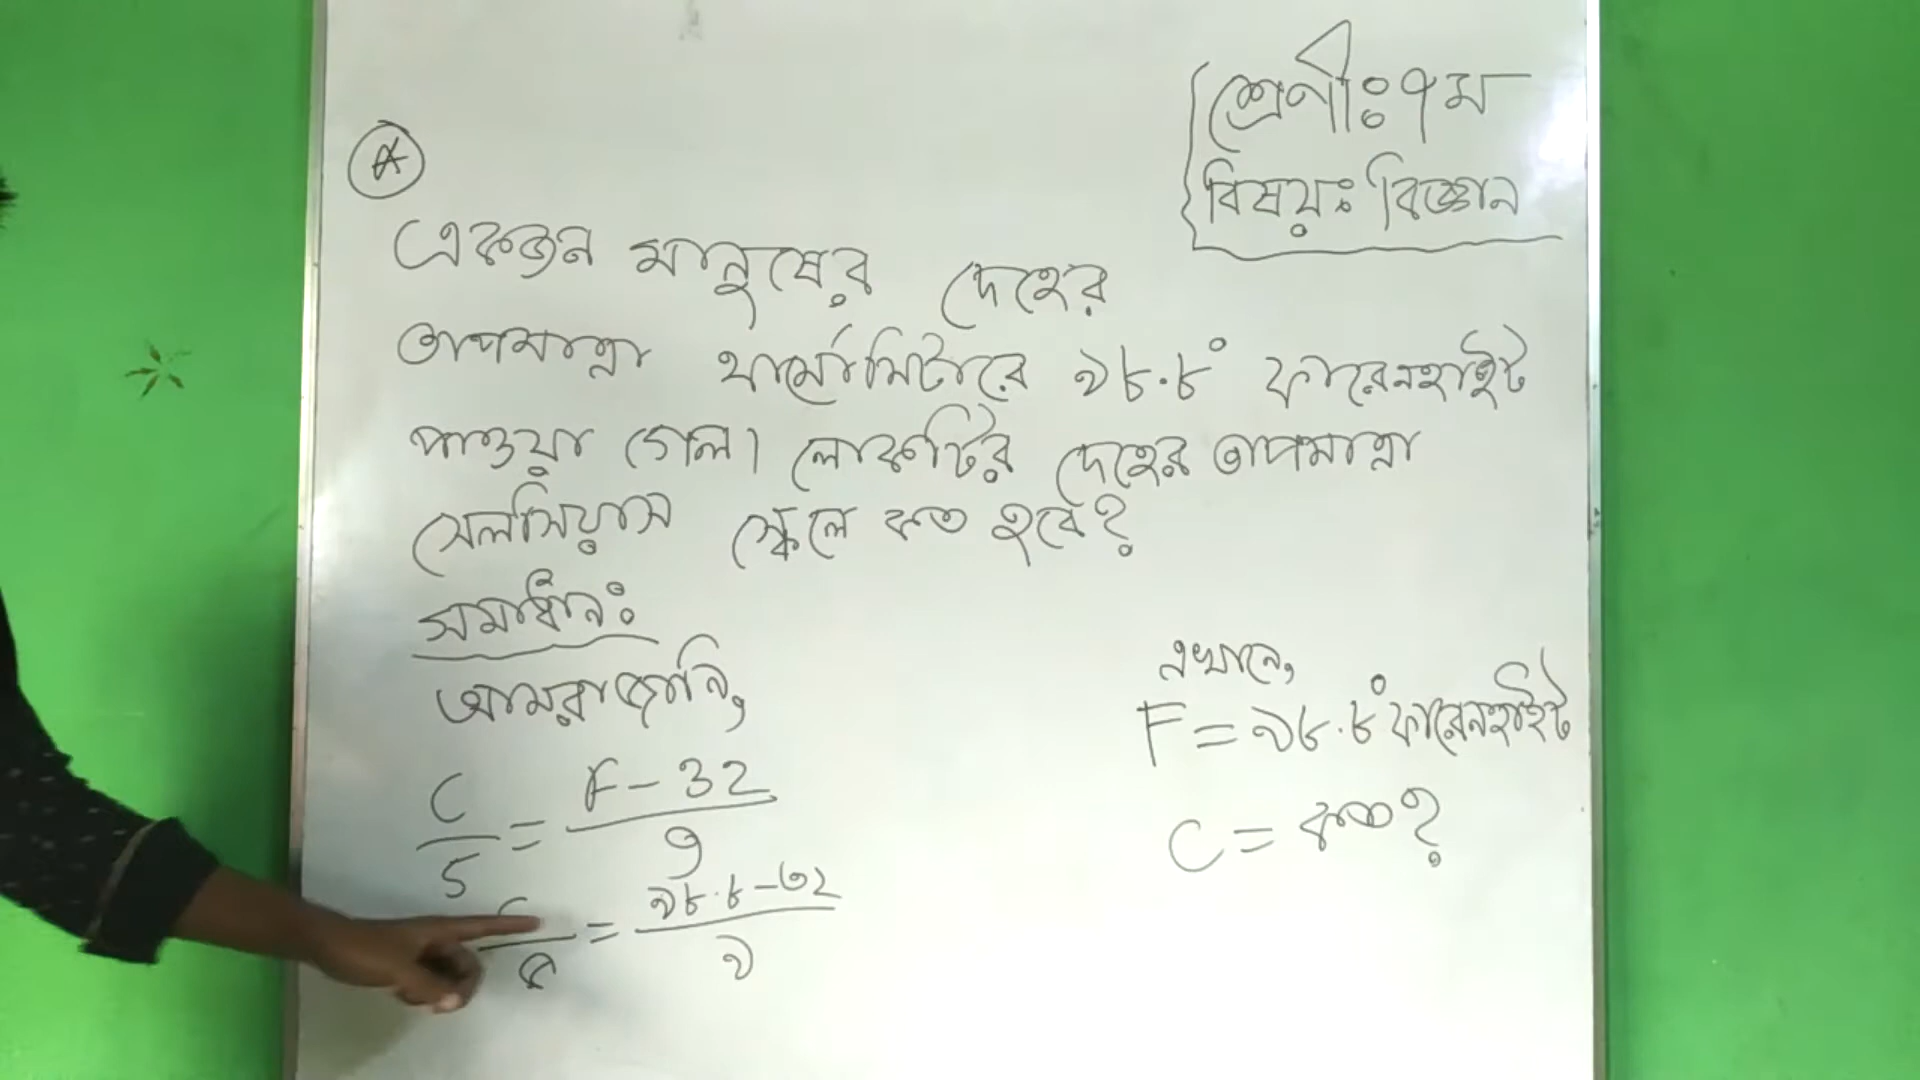 শ্রেণীঃ ৭ম
বিষয়ঃ বিজ্ঞান
A
একজন মানুষের দেহের
তাপমাত্রা থার্মোমিটারে ৯৮.৮° ফারেনহাইট
পাওয়া গেল। লোকটির দেহের তাপমাত্রা
সেলসিয়াস স্কেলে কত হবে?
সমাধানঃ
আমরা জানি,
C/5 = F-32/9
C/৫ = ৯৮.৮-৩২/৯
এখানে,
F = ৯৮.৮° ফারেনহাইট
C = কত?